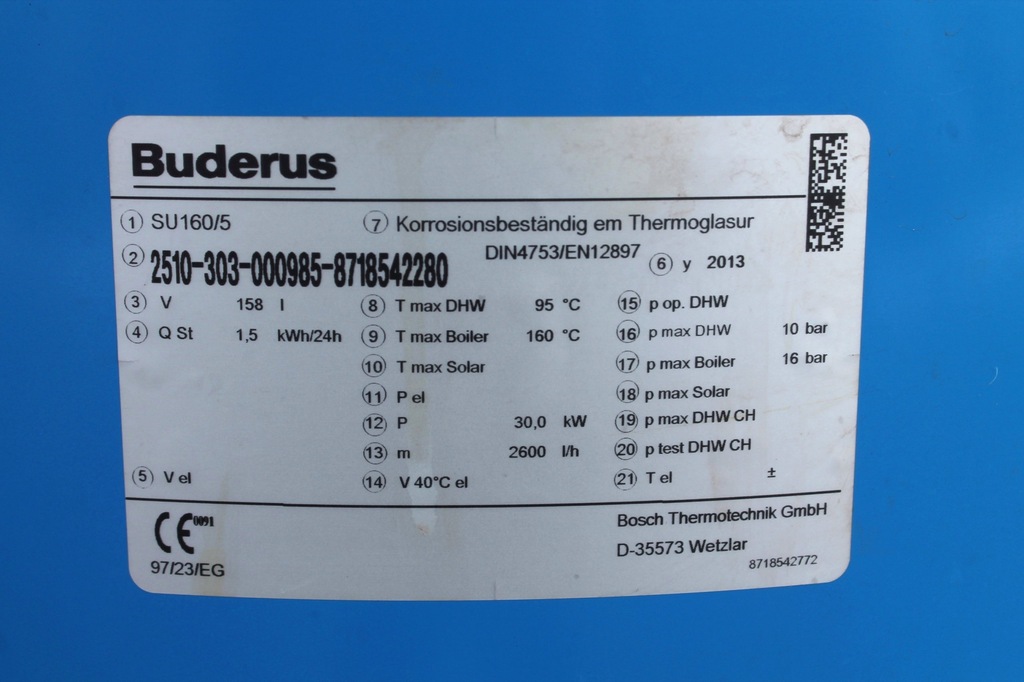 Buderus
① SU160/5 ⑦ Korrosionsbeständig em Thermoglasur
② 2510-303-000985-8718542280 DIN4753/EN12897 ⑥ y 2013
③ V 158 l ⑧ T max DHW 95 °C ⑮ p op. DHW
④ Q St 1,5 kWh/24h ⑨ T max Boiler 160 °C ⑯ p max DHW 10 bar
⑩ T max Solar ⑰ p max Boiler 16 bar
⑪ P el ⑱ p max Solar
⑫ P 30,0 kW ⑲ p max DHW CH
⑬ m 2600 l/h ⑳ p test DHW CH
⑤ V el ⑭ V 40°C el ㉑ T el ±
CE 0091 Bosch Thermotechnik GmbH
97/23/EG D-35573 Wetzlar
8718542772